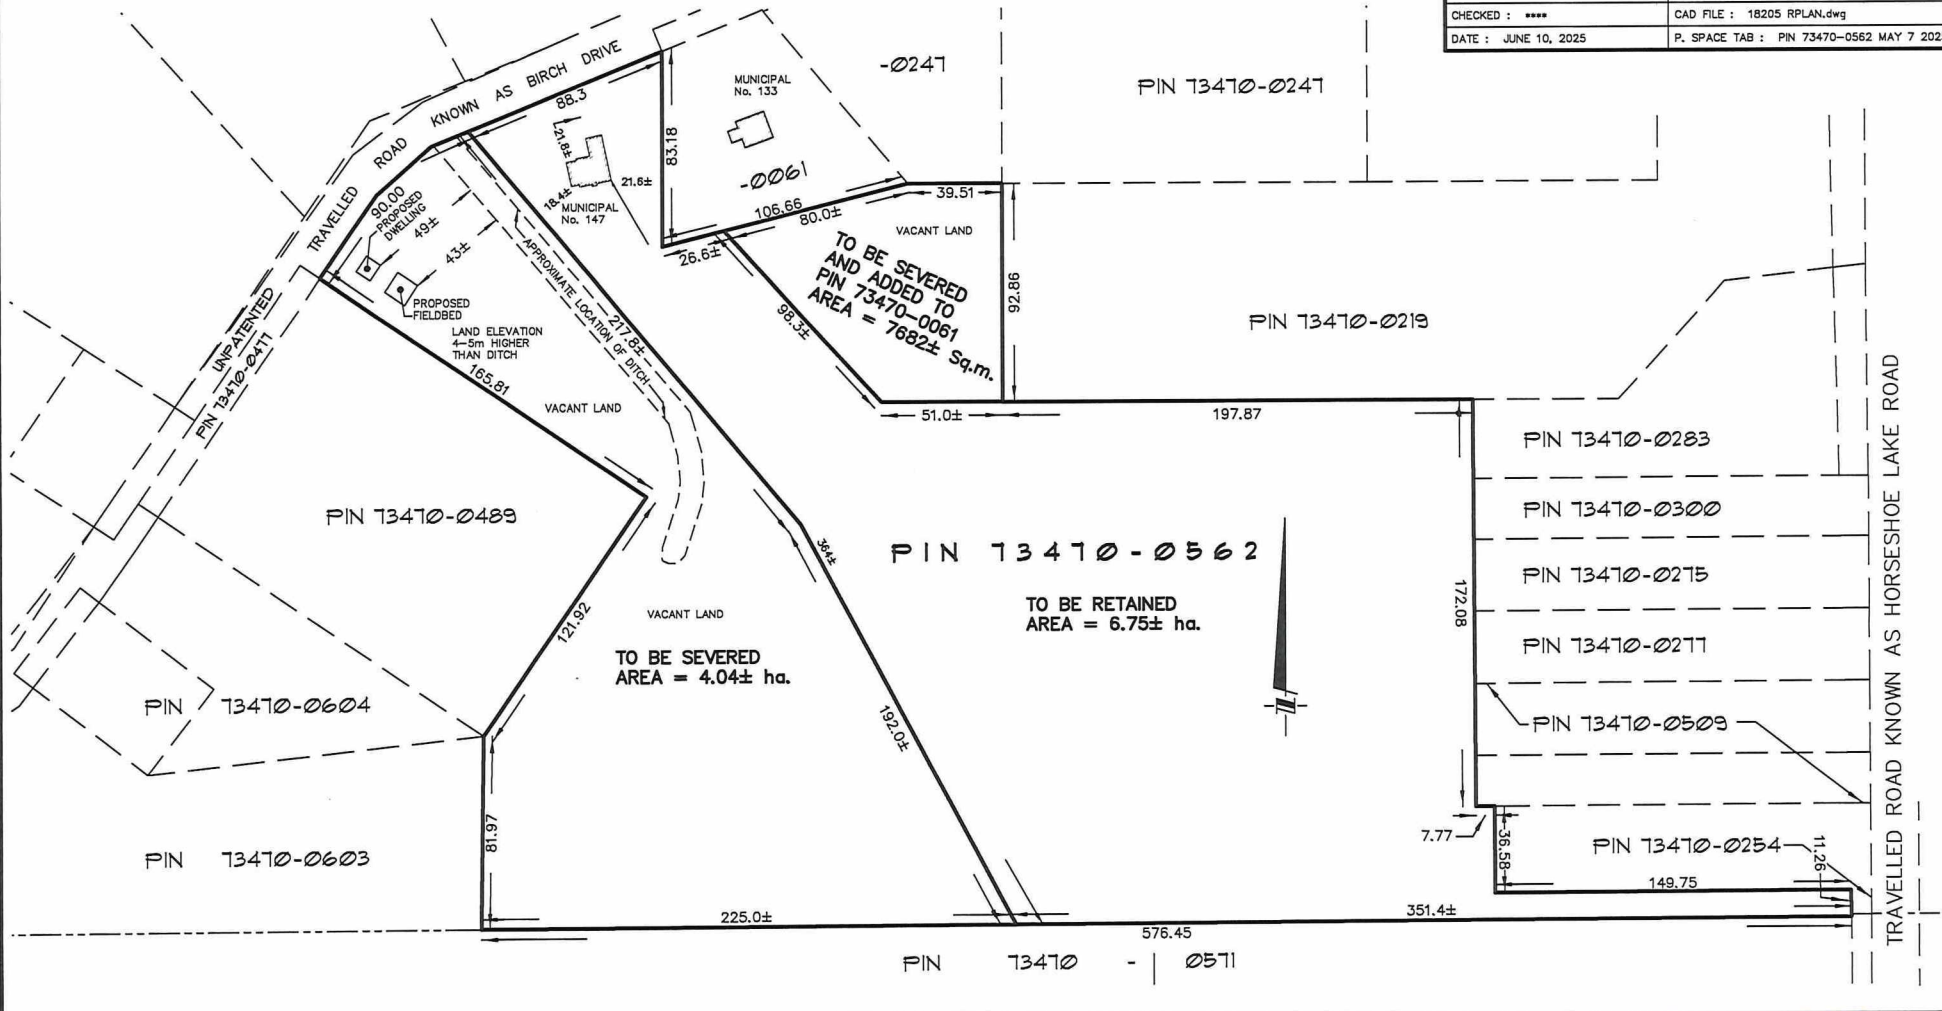 CHECKED : ****
CAD FILE : 18205 RPLAN.dwg
DATE : JUNE 10, 2025
P. SPACE TAB : PIN 73470-0562 MAY 7 202
TRAVELLED ROAD KNOWN AS BIRCH DRIVE
88.3
83.18
MUNICIPAL
No. 133
-0247
PIN 73470-0247
-0061
21.8±
18.4±
21.6±
MUNICIPAL
No. 147
106.66
80.0±
26.6±
39.51
VACANT LAND
92.86
TO BE SEVERED
AND ADDED TO
PIN 73470-0061
AREA = 7682± Sq.m.
98.3±
51.0±
197.87
PIN 73470-0219
90.00
PROPOSED
DWELLING
49±
43±
PROPOSED
FIELDBED
LAND ELEVATION
4-5m HIGHER
THAN DITCH
APPROXIMATE LOCATION OF DITCH
217.8±
165.81
VACANT LAND
UNPATENTED
PIN 73470-0477
PIN 73470-0489
364±
PIN 73470-0562
TO BE RETAINED
AREA = 6.75± ha.
172.08
PIN 73470-0283
PIN 73470-0300
PIN 73470-0275
PIN 73470-0277
PIN 73470-0509
121.92
VACANT LAND
TO BE SEVERED
AREA = 4.04± ha.
192.0±
PIN 73470-0604
PIN 73470-0603
81.97
7.77
36.58
PIN 73470-0254
11.26
149.75
225.0±
351.4±
576.45
PIN 73470 - 0571
TRAVELLED ROAD KNOWN AS HORSESHOE LAKE ROAD